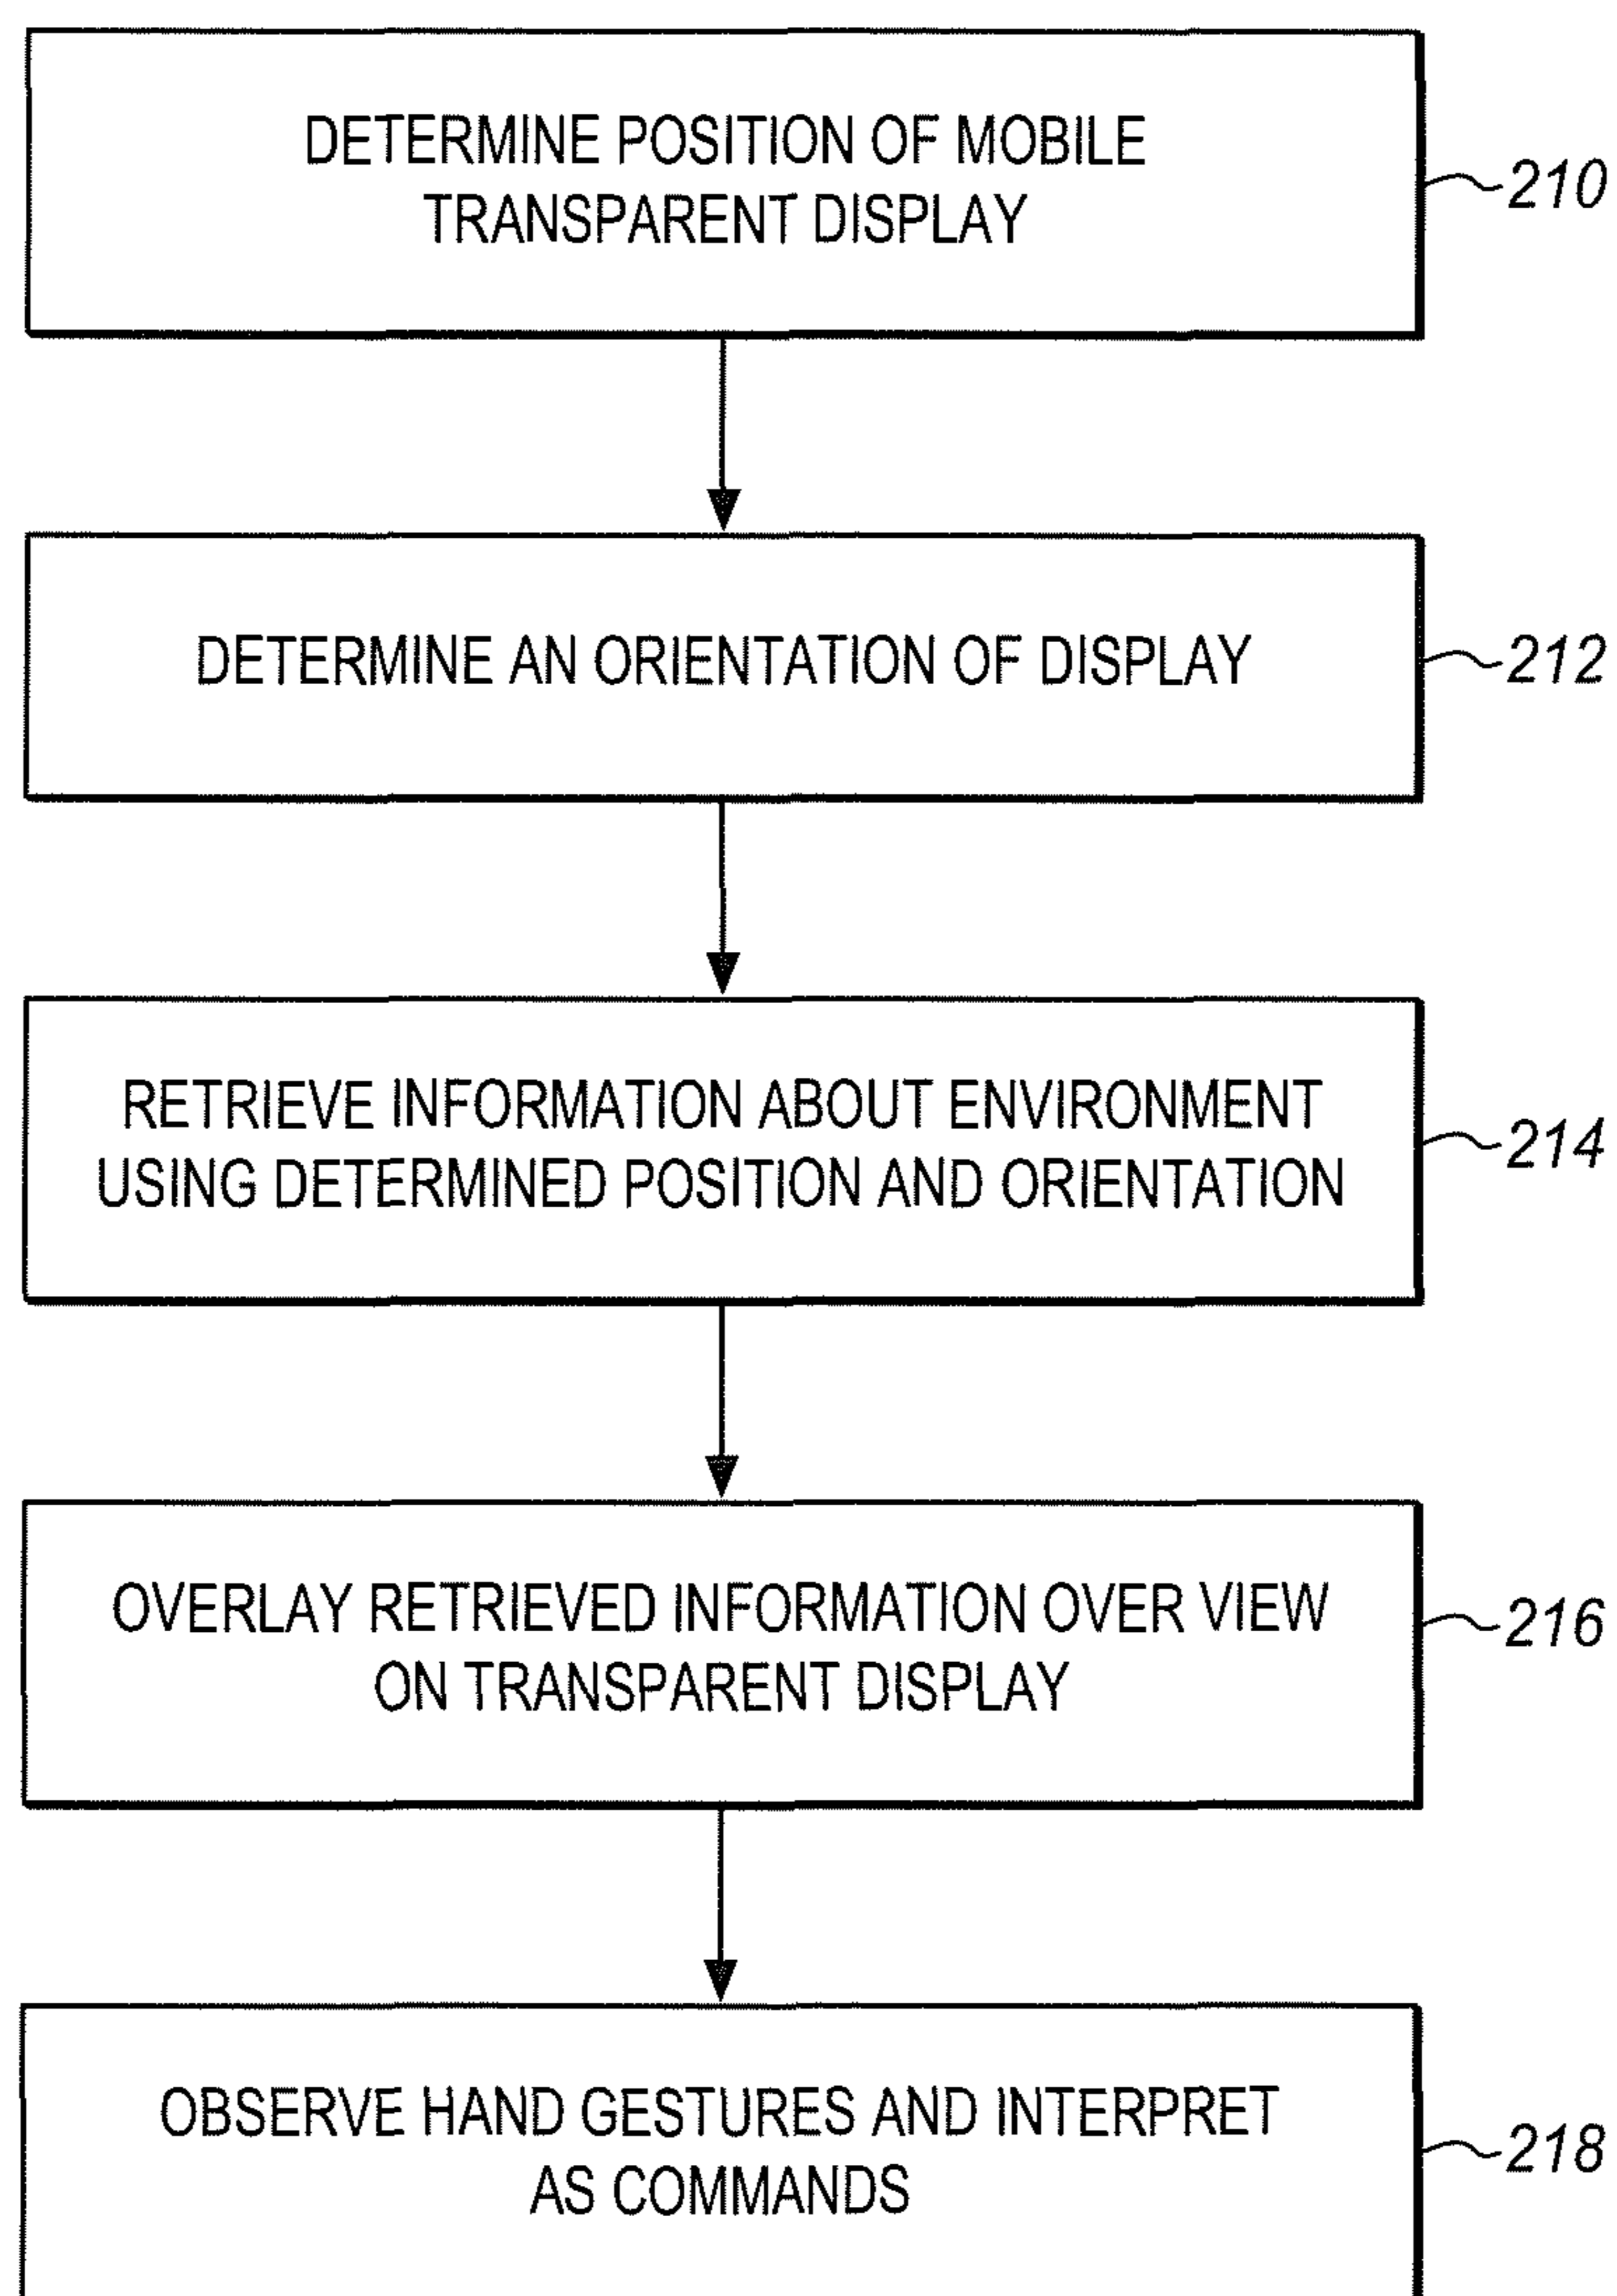 DETERMINE POSITION OF MOBILE
TRANSPARENT DISPLAY
210
DETERMINE AN ORIENTATION OF DISPLAY
212
RETRIEVE INFORMATION ABOUT ENVIRONMENT
USING DETERMINED POSITION AND ORIENTATION
214
OVERLAY RETRIEVED INFORMATION OVER VIEW
ON TRANSPARENT DISPLAY
216
OBSERVE HAND GESTURES AND INTERPRET
AS COMMANDS
218